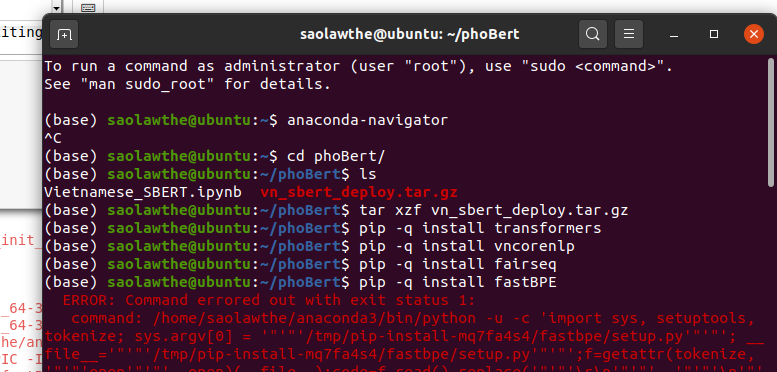 iting
saolawthe@ubuntu: ~/phoBert
To run a command as administrator (user "root"), use "sudo <command>".
See "man sudo_root" for details.
(base) saolawthe@ubuntu:~$ anaconda-navigator
^C
(base) saolawthe@ubuntu:~$ cd phoBert/
(base) saolawthe@ubuntu:~/phoBert$ ls
Vietnamese_SBERT.ipynb  vn_sbert_deploy.tar.gz
(base) saolawthe@ubuntu:~/phoBert$ tar xzf vn_sbert_deploy.tar.gz
(base) saolawthe@ubuntu:~/phoBert$ pip -q install transformers
(base) saolawthe@ubuntu:~/phoBert$ pip -q install vncorenlp
_init_
(base) saolawthe@ubuntu:~/phoBert$ pip -q install fairseq
(base) saolawthe@ubuntu:~/phoBert$ pip -q install fastBPE
ERROR: Command errored out with exit status 1:
_64-3
command: /home/saolawthe/anaconda3/bin/python -u -c 'import sys, setuptools,
_64-3
tokenize; sys.argv[0] = '"'"'/tmp/pip-install-mq7fa4s4/fastbpe/setup.py'"'"'; __
he/an
file__='"'"'/tmp/pip-install-mq7fa4s4/fastbpe/setup.py'"'"';f=getattr(tokenize,
IC -I
'"'"'open'"'"', open)(__file__);code=f.read().replace('"'"'\r\n'"'"', '"'"'\n'"'